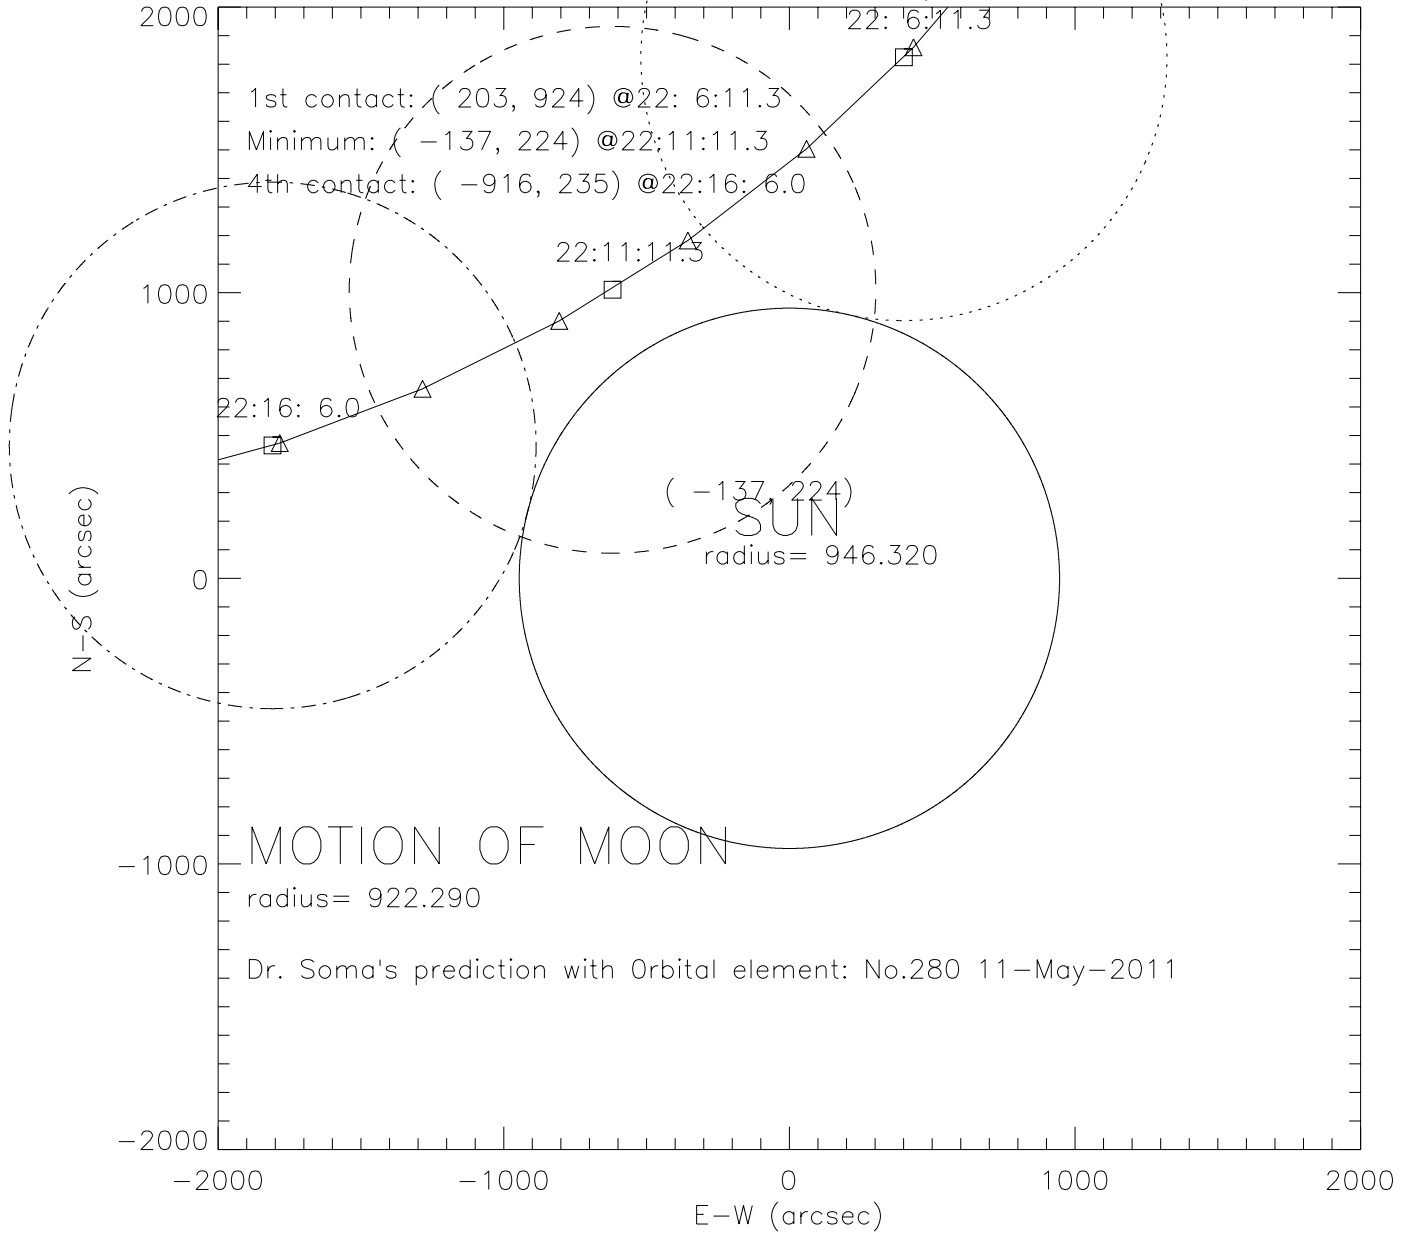 2000
22: 6:11.3
1st contact: ( 203, 924) @22: 6:11.3
Minimum: ( −137, 224) @22:11:11.3
4th contact: ( −916, 235) @22:16: 6.0
22:11:11.3
1000
22:16: 6.0
( −137, 224)
SUN
radius= 946.320
0
N−S (arcsec)
MOTION OF MOON
−1000
radius= 922.290
Dr. Soma's prediction with Orbital element: No.280 11−May−2011
−2000
−2000 −1000 0 1000 2000
E−W (arcsec)